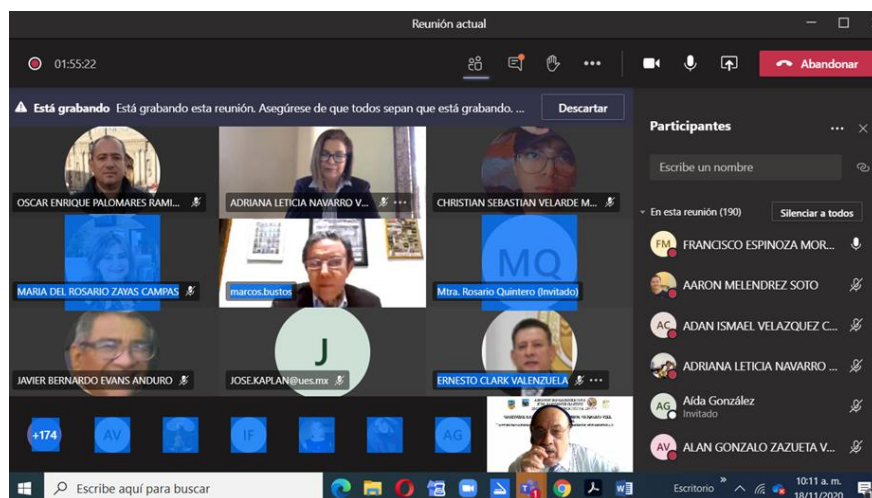 Reunión actual
01:55:22
Abandonar
Está grabando Está grabando esta reunión. Asegúrese de que todos sepan que está grabando. ...
Descartar
OSCAR ENRIQUE PALOMARES RAMI...
ADRIANA LETICIA NAVARRO V...
CHRISTIAN SEBASTIAN VELARDE M...
MARIA DEL ROSARIO ZAYAS CAMPAS
marcos.bustos
MQ
Mtra. Rosario Quintero (Invitado)
JAVIER BERNARDO EVANS ANDURO
J
JOSE.KAPLAN@ues.mx
ERNESTO CLARK VALENZUELA
+174
AV
IF
AG
Participantes
Escribe un nombre
En esta reunión (190)
Silenciar a todos
FM
FRANCISCO ESPINOZA MOR...
AARON MELENDREZ SOTO
AC
ADAN ISMAEL VELAZQUEZ C...
ADRIANA LETICIA NAVARRO ...
AG
Aída González
Invitado
AV
ALAN GONZALO ZAZUETA V...
Escribe aquí para buscar
Escritorio
10:11 a. m.
18/11/2020